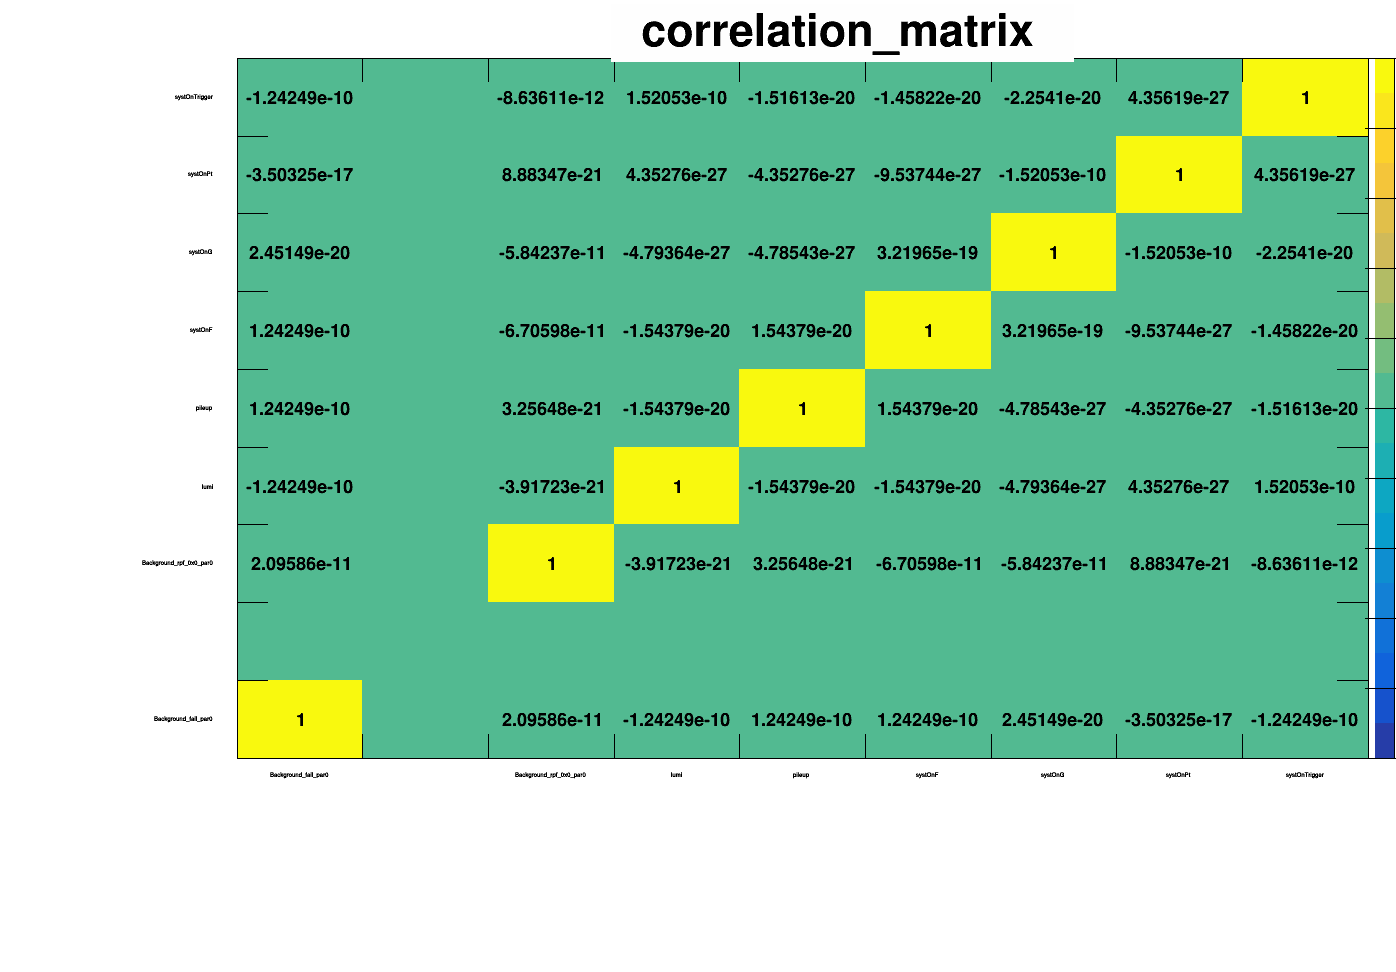 correlation_matrix
systOnTrigger -1.24249e-10 -8.63611e-12 1.52053e-10 -1.51613e-20 -1.45822e-20 -2.2541e-20 4.35619e-27 1
systOnPt -3.50325e-17 8.88347e-21 4.35276e-27 -4.35276e-27 -9.53744e-27 -1.52053e-10 1 4.35619e-27
systOnG 2.45149e-20 -5.84237e-11 -4.79364e-27 -4.78543e-27 3.21965e-19 1 -1.52053e-10 -2.2541e-20
systOnF 1.24249e-10 -6.70598e-11 -1.54379e-20 1.54379e-20 1 3.21965e-19 -9.53744e-27 -1.45822e-20
pileup 1.24249e-10 3.25648e-21 -1.54379e-20 1 1.54379e-20 -4.78543e-27 -4.35276e-27 -1.51613e-20
lumi -1.24249e-10 -3.91723e-21 1 -1.54379e-20 -1.54379e-20 -4.79364e-27 4.35276e-27 1.52053e-10
Background_rpf_0x0_par0 2.09586e-11 1 -3.91723e-21 3.25648e-21 -6.70598e-11 -5.84237e-11 8.88347e-21 -8.63611e-12
Background_fail_par0 1 2.09586e-11 -1.24249e-10 1.24249e-10 1.24249e-10 2.45149e-20 -3.50325e-17 -1.24249e-10
Background_fail_par0 Background_rpf_0x0_par0 lumi pileup systOnF systOnG systOnPt systOnTrigger